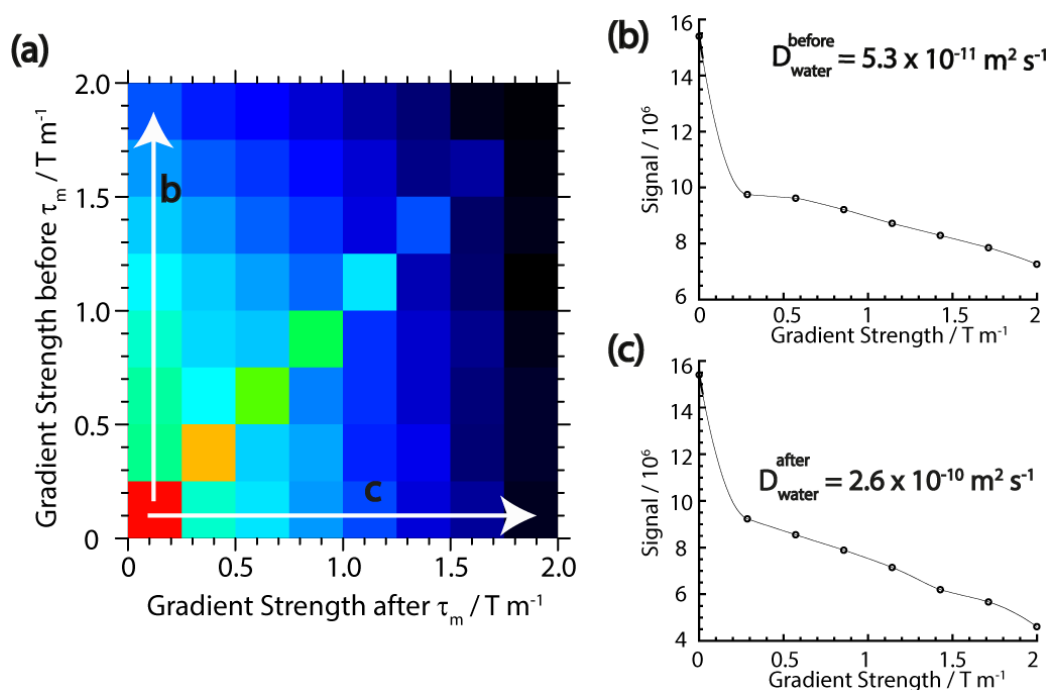 (a)
2.0
1.5
1.0
0.5
0
Gradient Strength before τm / T m-1
b
c
0
0.5
1.0
1.5
2.0
Gradient Strength after τm / T m-1
(b)
16
14
12
10
8
6
Signal / 10⁶
D before water = 5.3 x 10-11 m2 s-1
0
0.5
1
1.5
2
Gradient Strength / T m-1
(c)
16
14
12
10
8
6
4
Signal / 10⁶
D after water = 2.6 x 10-10 m2 s-1
0
0.5
1
1.5
2
Gradient Strength / T m-1